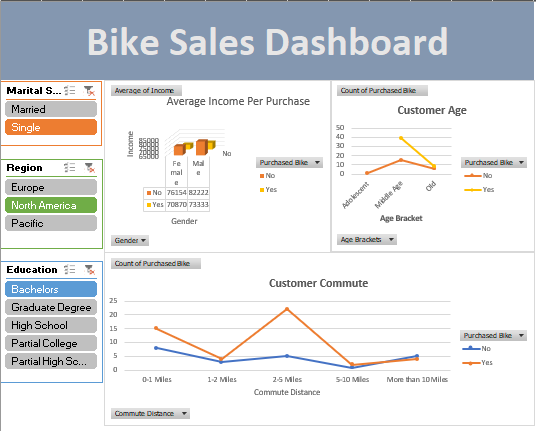 Bike Sales Dashboard
Marital S...
Married
Single
Region
Europe
North America
Pacific
Education
Bachelors
Graduate Degree
High School
Partial College
Partial High Sc...
Average of Income
Average Income Per Purchase
Income
85000
80000
75000
70000
65000
No
Fe
mal
e
Mal
e
No 76154 82222
Yes 70870 73333
Gender
Purchased Bike
No
Yes
Gender
Count of Purchased Bike
Customer Age
50
40
30
20
10
0
Adolescent
Middle Age
Old
Age Bracket
Purchased Bike
No
Yes
Age Brackets
Count of Purchased Bike
Customer Commute
25
20
15
10
5
0
0-1 Miles 1-2 Miles 2-5 Miles 5-10 Miles More than 10 Miles
Commute Distance
Purchased Bike
No
Yes
Commute Distance